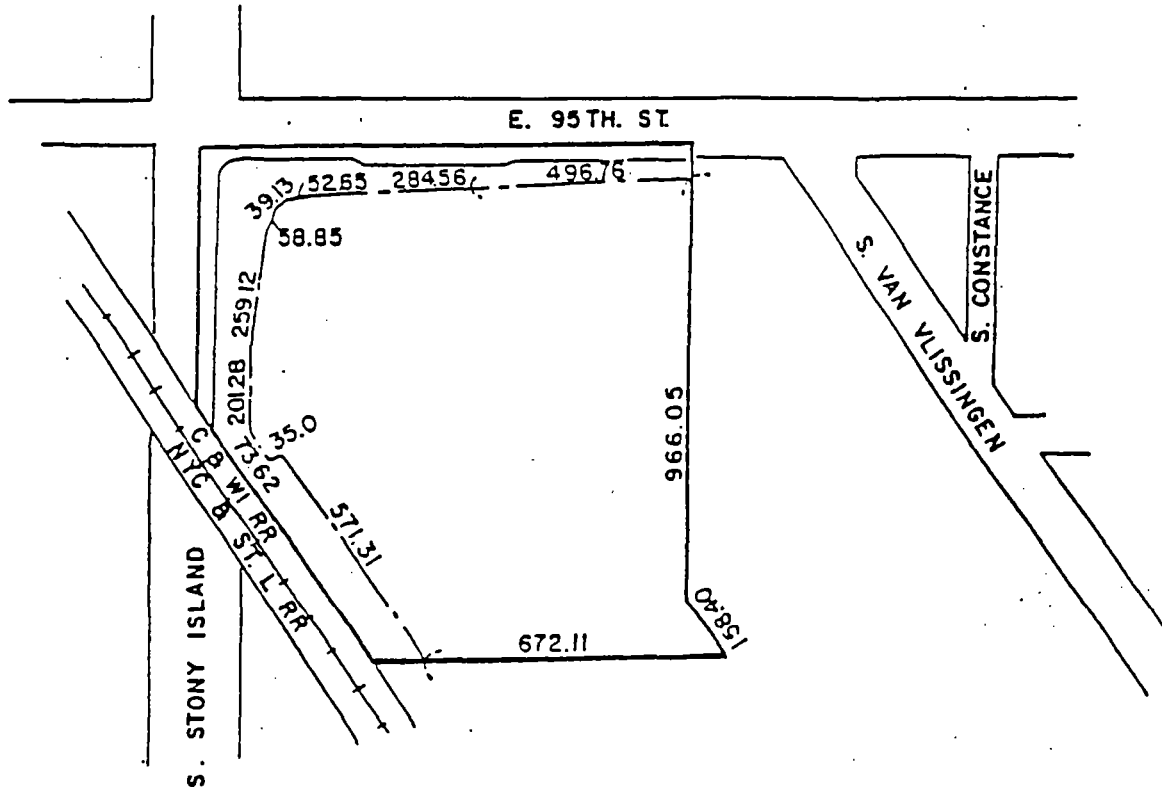 E. 95TH. ST.
39.13
52.65
284.56
496.76
58.85
259.12
201.28
35.0
73.62
571.31
966.05
158.40
672.11
C & WI RR
NYC & ST. L RR
S. STONY ISLAND
S. VAN VLISSINGEN
S. CONSTANCE